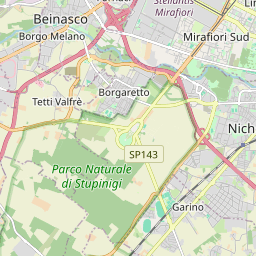 Stellantis
Mirafiori
Beinasco
Borgo Melano
Mirafiori Sud
Borgaretto
Tetti Valfrè
Nich
SP143
Parco Naturale
di Stupinigi
Garino